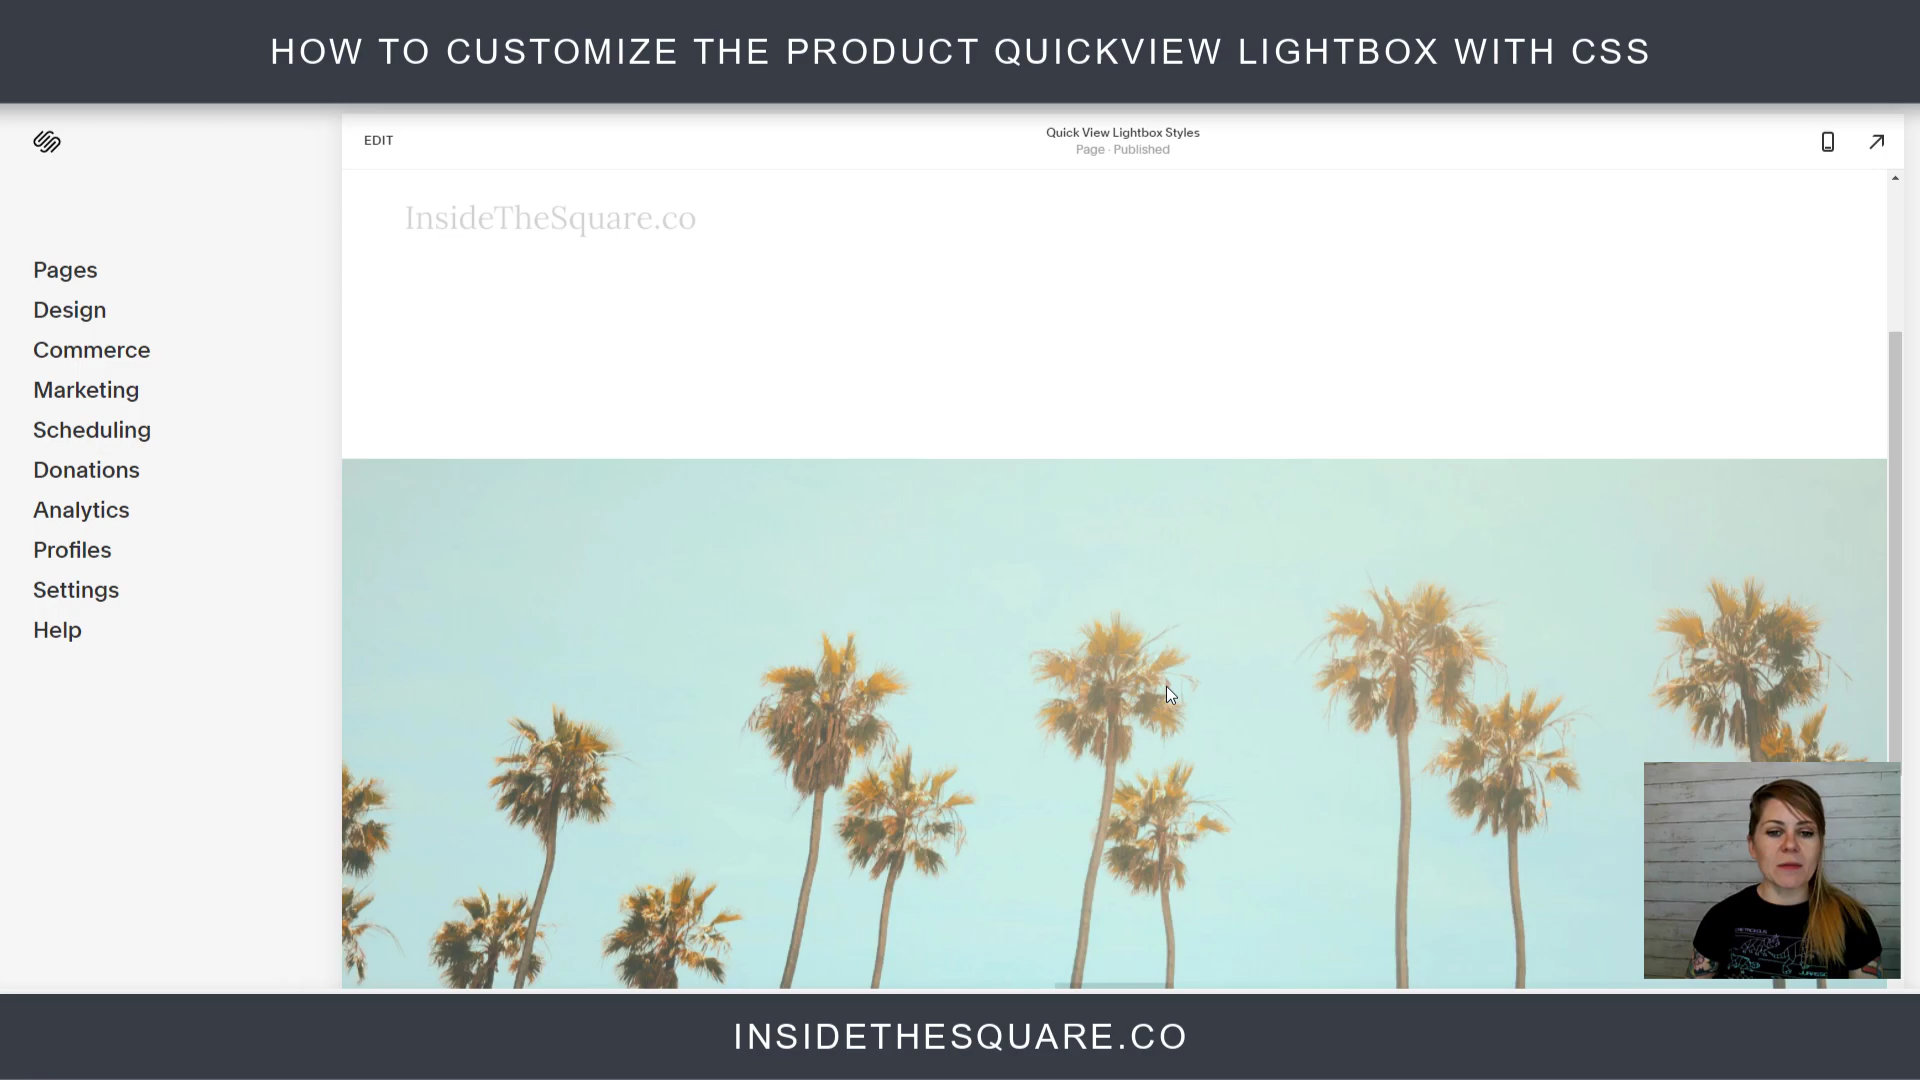 HOW TO CUSTOMIZE THE PRODUCT QUICKVIEW LIGHTBOX WITH CSS
EDIT
Quick View Lightbox Styles
Page · Published
InsideTheSquare.co
Pages
Design
Commerce
Marketing
Scheduling
Donations
Analytics
Profiles
Settings
Help
INSIDETHESQUARE.CO